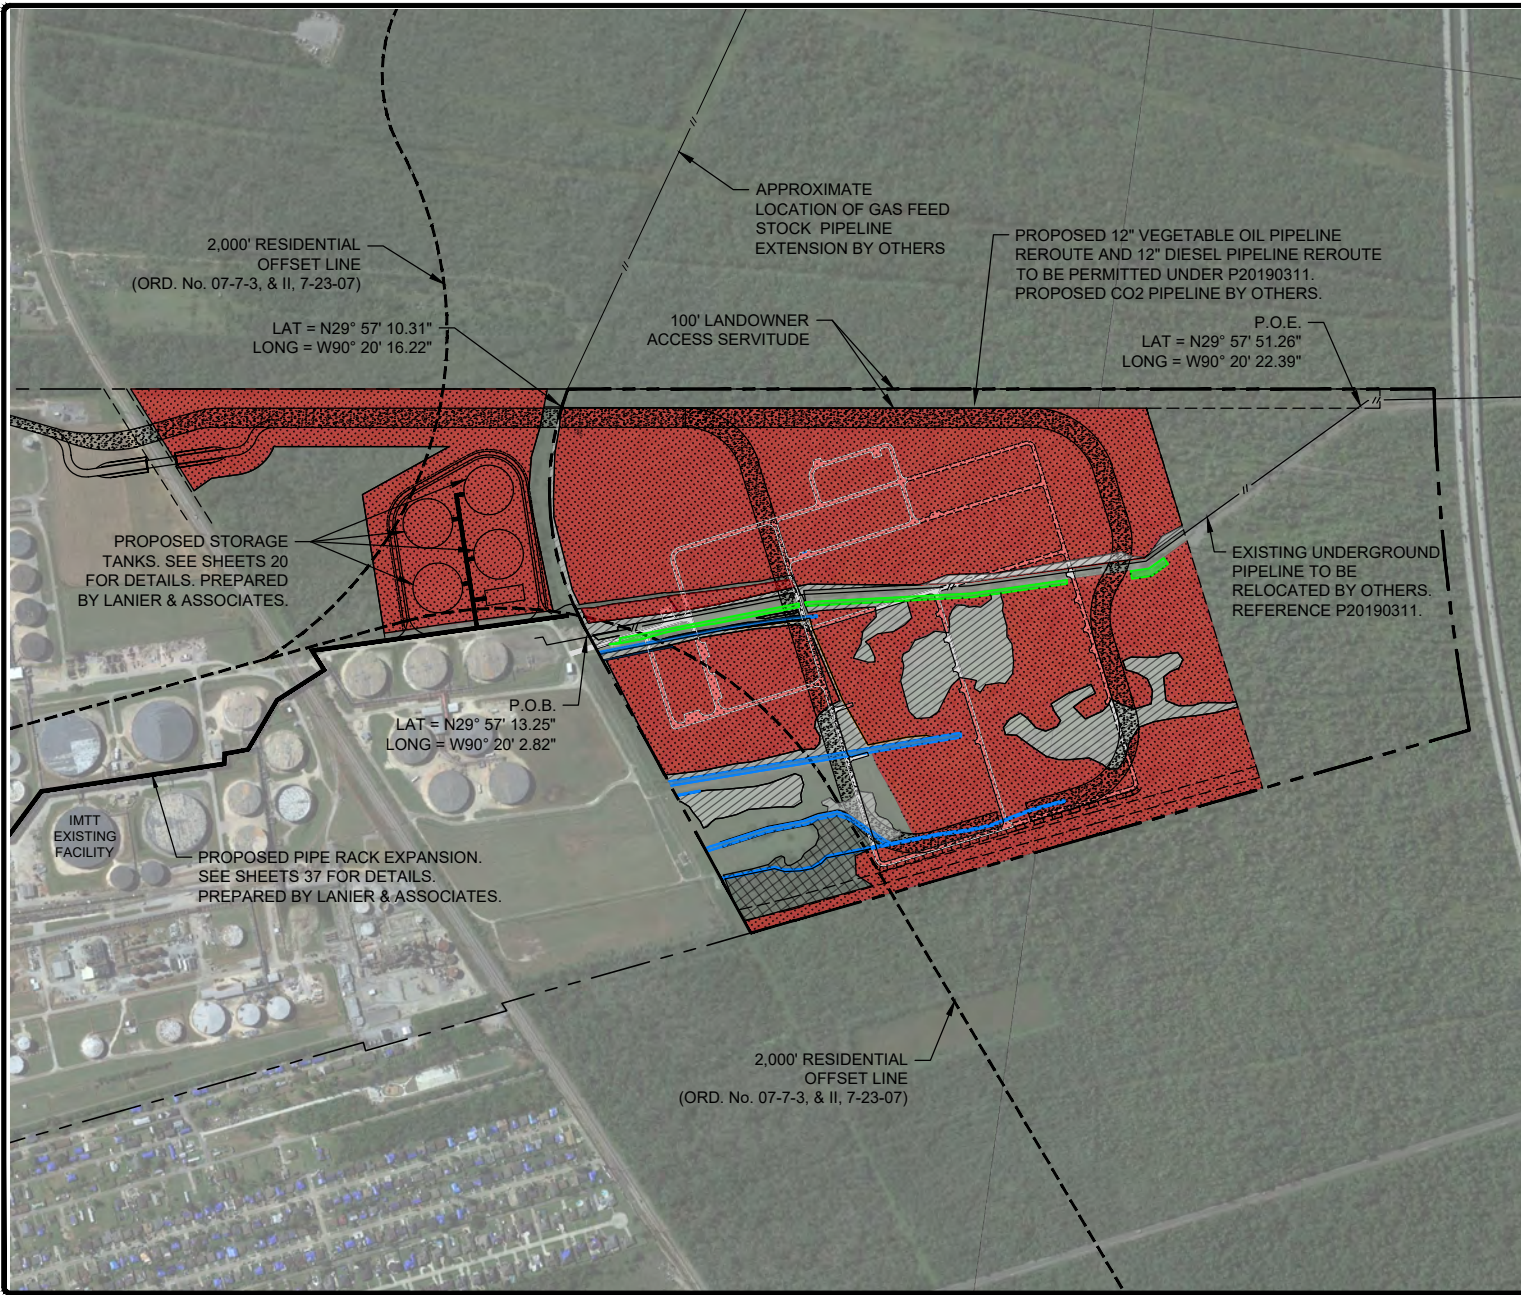 APPROXIMATE
LOCATION OF GAS FEED
STOCK PIPELINE
EXTENSION BY OTHERS
2,000' RESIDENTIAL
OFFSET LINE
(ORD. No. 07-7-3, & II, 7-23-07)
PROPOSED 12" VEGETABLE OIL PIPELINE
REROUTE AND 12" DIESEL PIPELINE REROUTE
TO BE PERMITTED UNDER P20190311.
PROPOSED CO2 PIPELINE BY OTHERS.
LAT = N29° 57' 10.31"
LONG = W90° 20' 16.22"
100' LANDOWNER
ACCESS SERVITUDE
P.O.E.
LAT = N29° 57' 51.26"
LONG = W90° 20' 22.39"
PROPOSED STORAGE
TANKS. SEE SHEETS 20
FOR DETAILS. PREPARED
BY LANIER & ASSOCIATES.
EXISTING UNDERGROUND
PIPELINE TO BE
RELOCATED BY OTHERS.
REFERENCE P20190311.
P.O.B.
LAT = N29° 57' 13.25"
LONG = W90° 20' 2.82"
IMTT
EXISTING
FACILITY
PROPOSED PIPE RACK EXPANSION.
SEE SHEETS 37 FOR DETAILS.
PREPARED BY LANIER & ASSOCIATES.
2,000' RESIDENTIAL
OFFSET LINE
(ORD. No. 07-7-3, & II, 7-23-07)